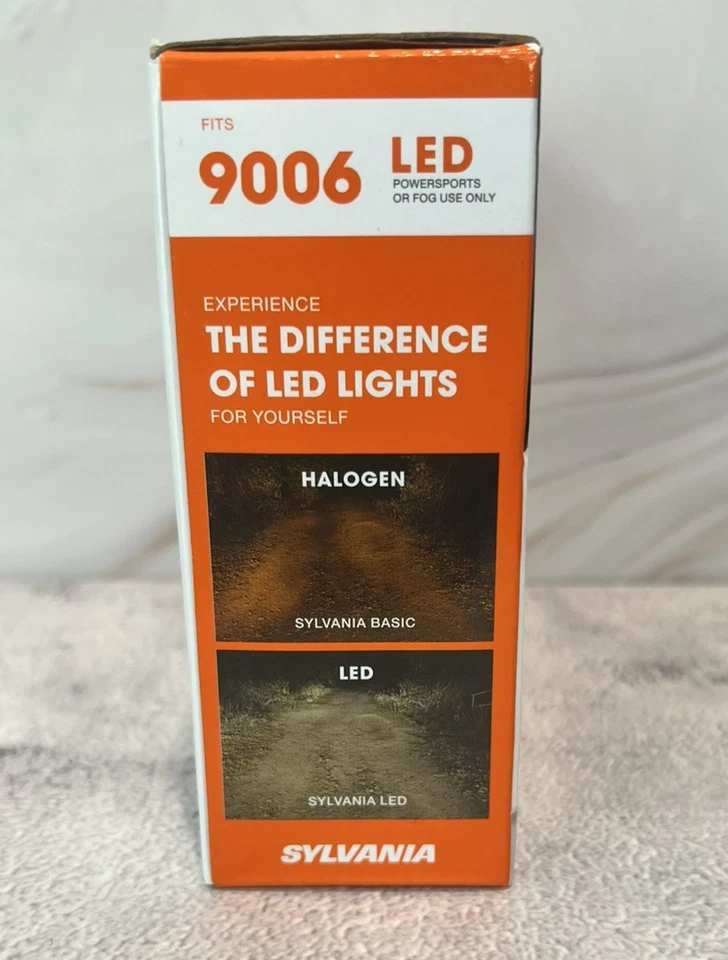 FITS
9006
LED
POWERSPORTS
OR FOG USE ONLY
EXPERIENCE
THE DIFFERENCE
OF LED LIGHTS
FOR YOURSELF
HALOGEN
SYLVANIA BASIC
LED
SYLVANIA LED
SYLVANIA